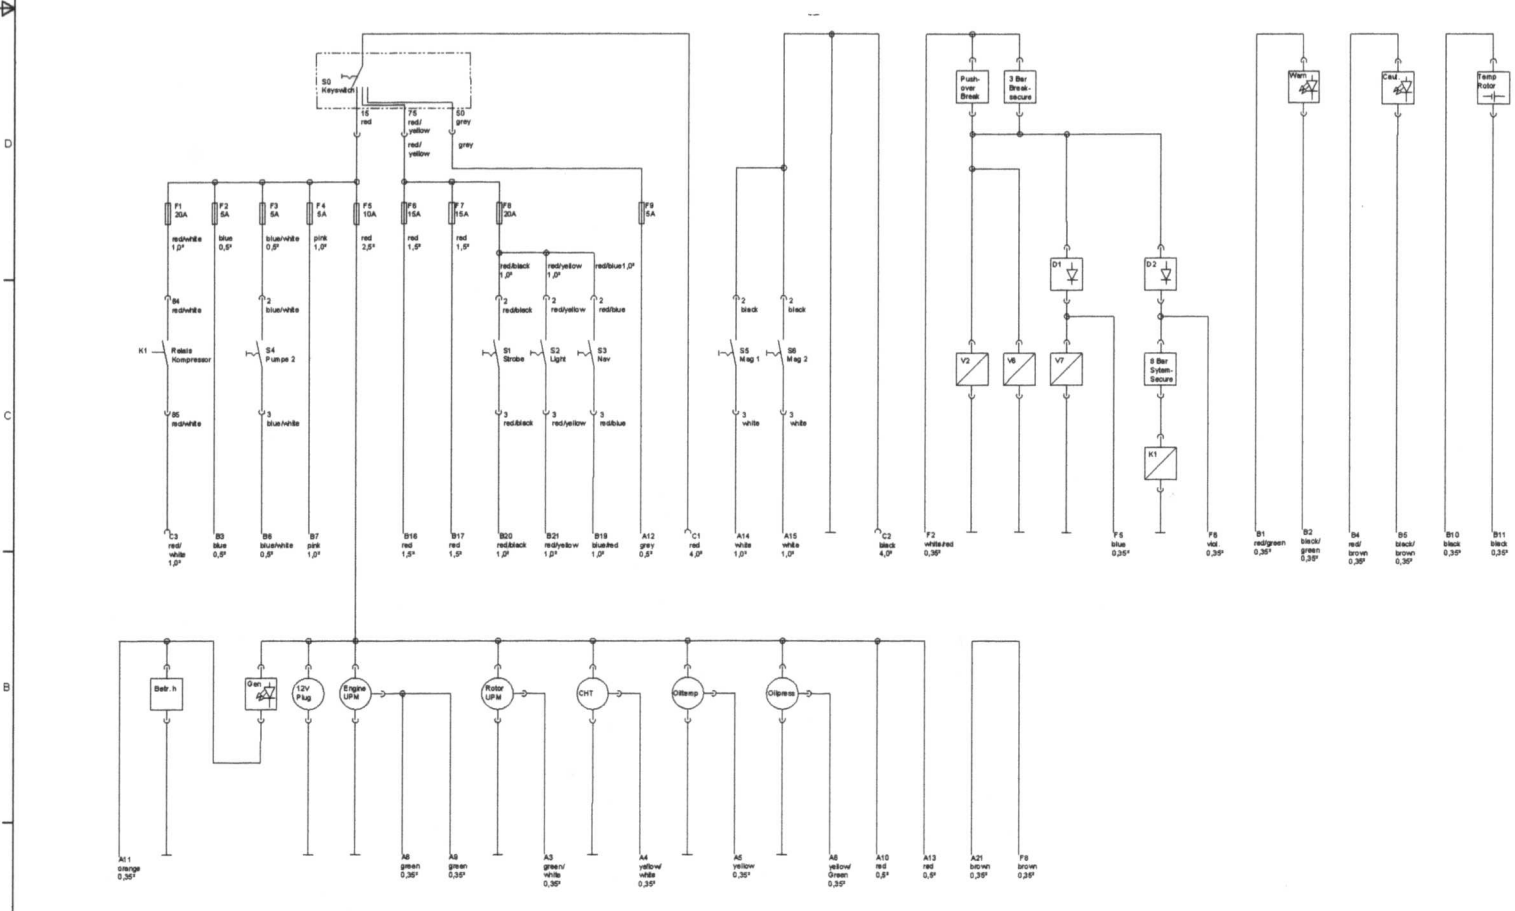 S0
Keyswitch
15
red
75
red/
yellow
50
grey
red/
yellow
grey
Push-
over
Break
3 Bar
Break-
secure
Warn
Caut.
Temp
Rotor
D
F1
20A
F2
5A
F3
5A
F4
5A
F5
10A
F6
15A
F7
15A
F8
20A
F9
5A
red/white
1,0²
blue
0,5²
blue/white
0,5²
pink
1,0²
red
2,5²
red
1,5²
red
1,5²
red/black
1,0²
red/yellow
1,0²
red/blue1,0²
D1
D2
84
red/white
2
blue/white
2
red/black
2
red/yellow
2
red/blue
2
black
2
black
K1
Relais
Kompressor
S4
Pumpe 2
S1
Strobe
S2
Light
S3
Nav
S5
Mag 1
S6
Mag 2
V2
V6
V7
8 Bar
Sytem-
Secure
C
86
red/white
3
blue/white
3
red/black
3
red/yellow
3
red/blue
3
white
3
white
K1
C3
red/
white
1,0²
B3
blue
0,5²
B6
blue/white
0,5²
B7
pink
1,0²
B16
red
1,5²
B17
red
1,5²
B20
red/black
1,0²
B21
red/yellow
1,0²
B19
blue/red
1,0²
A12
grey
0,5²
C1
red
4,0²
A14
white
1,0²
A15
white
1,0²
C2
black
4,0²
F2
white/red
0,35²
F5
blue
0,35²
F6
viol.
0,35²
B1
red/green
0,35²
B2
black/
green
0,35²
B4
red/
brown
0,35²
B5
black/
brown
0,35²
B10
black
0,35²
B11
black
0,35²
B
Betr. h
Gen
12V
Plug
Engine
UPM
Rotor
UPM
CHT
Oiltemp
Oilpress
A11
orange
0,35²
A8
green
0,35²
A9
green
0,35²
A3
green/
white
0,35²
A4
yellow/
white
0,35²
A5
yellow
0,35²
A6
yellow/
Green
0,35²
A10
red
0,5²
A13
red
0,5²
A21
brown
0,35²
F8
brown
0,35²